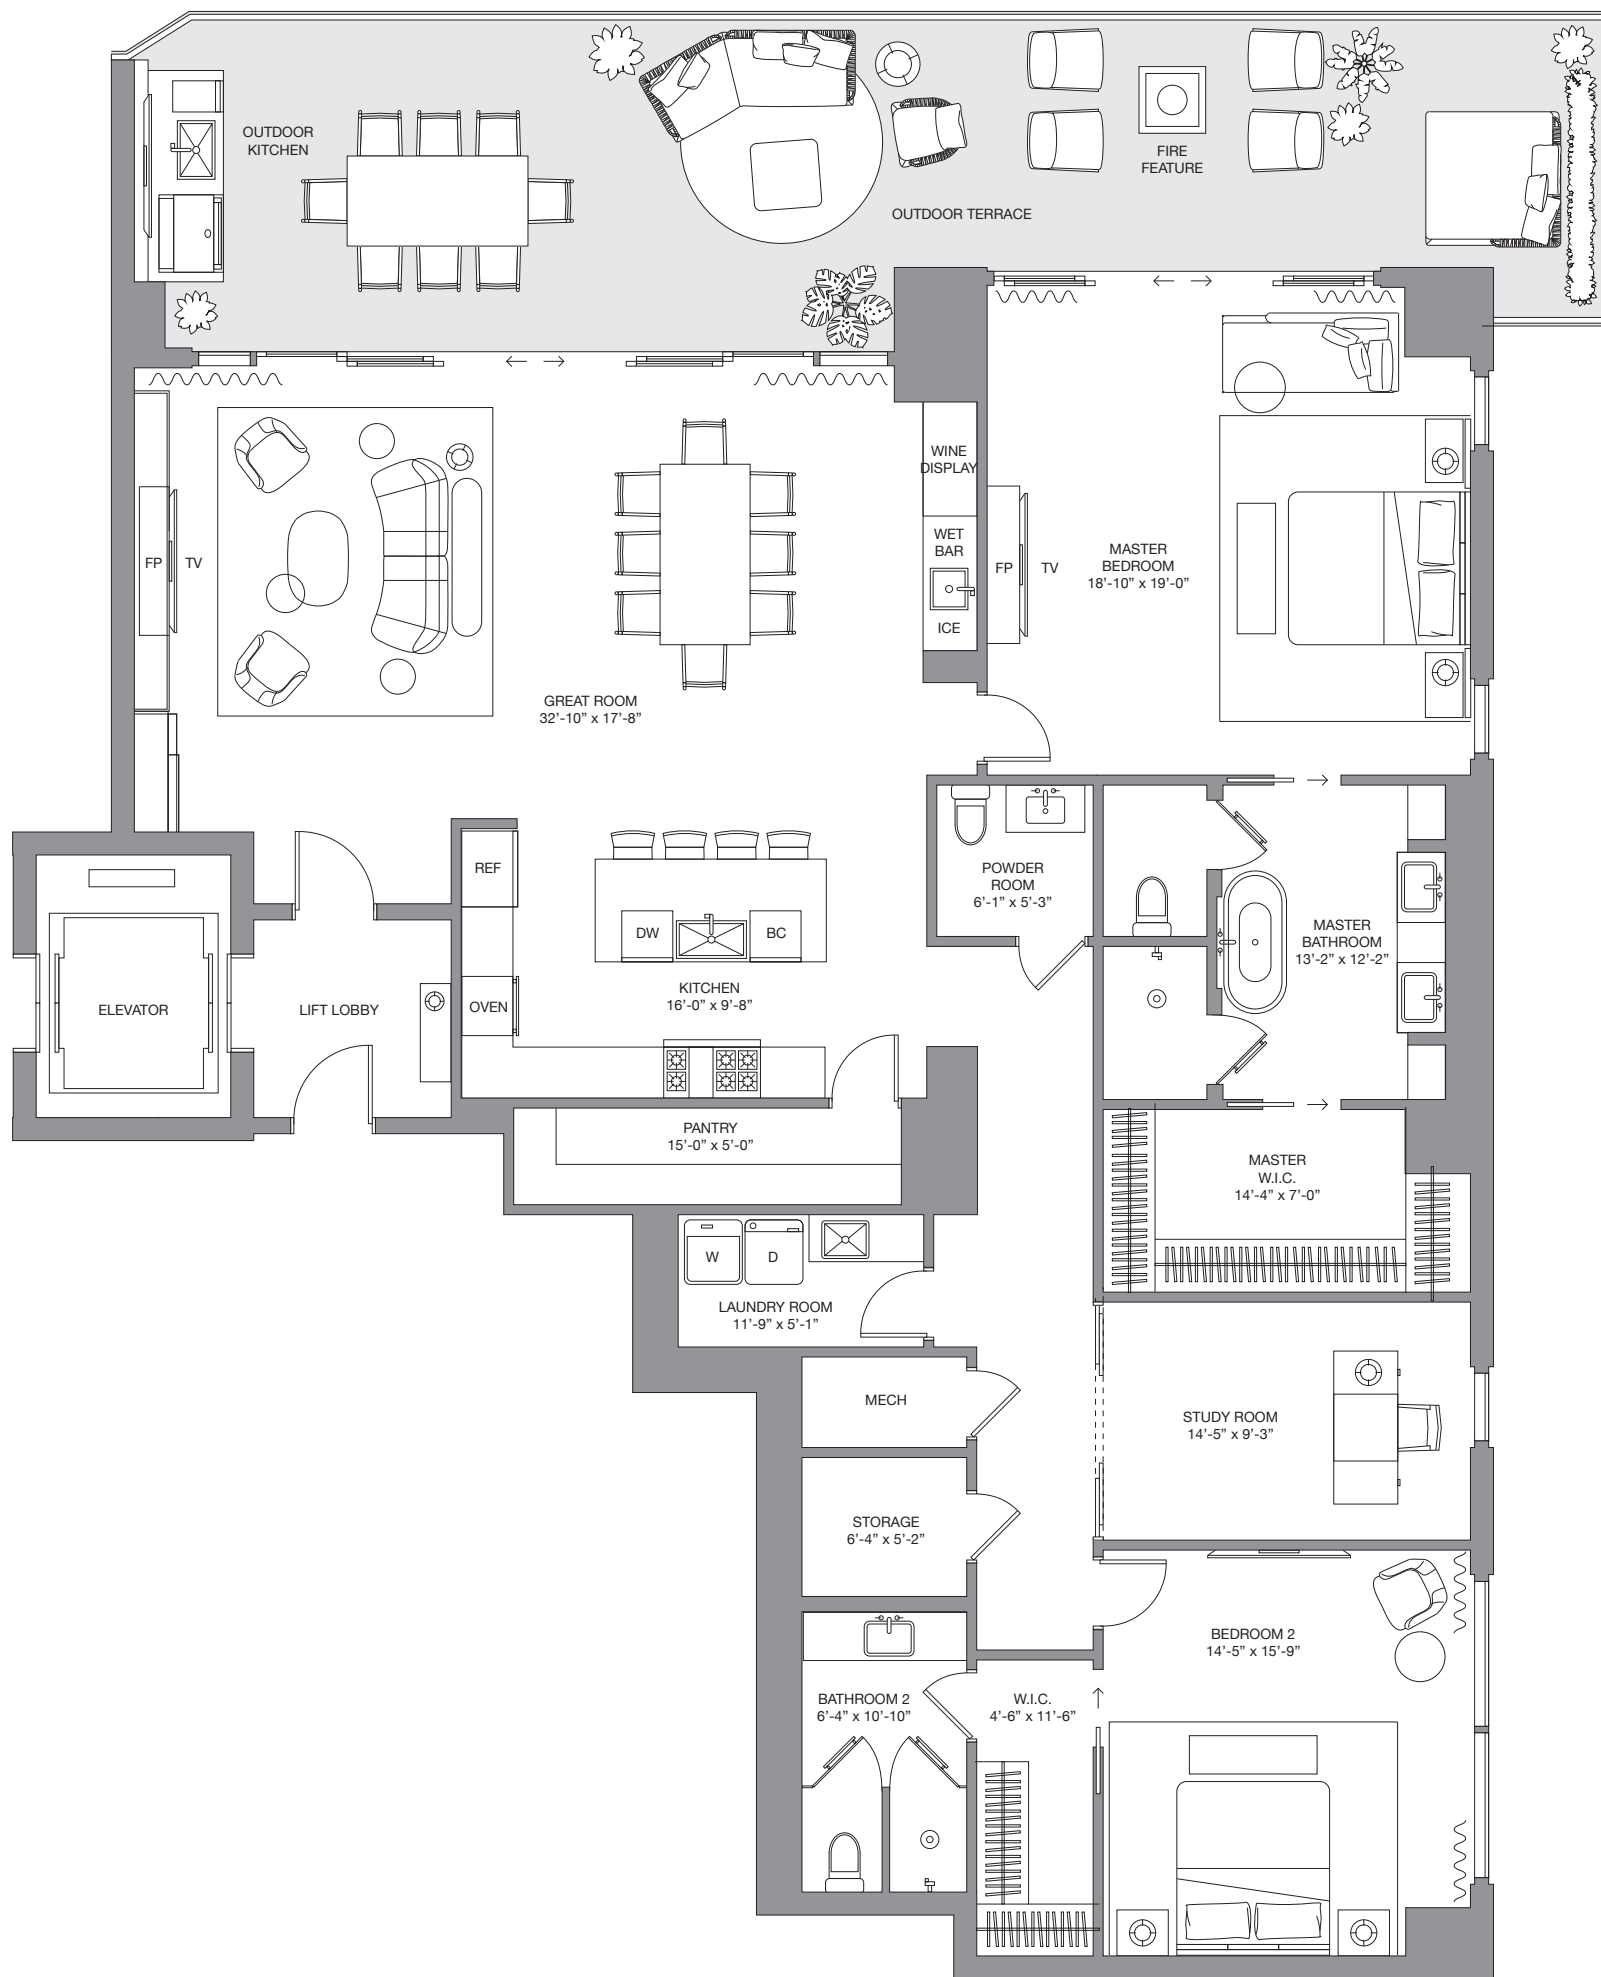 OUTDOOR
KITCHEN
FIRE
FEATURE
OUTDOOR TERRACE
WINE
DISPLAY
WET
BAR
ICE
FP
TV
FP
TV
MASTER
BEDROOM
18’-10” x 19’-0”
GREAT ROOM
32’-10” x 17’-8”
REF
POWDER
ROOM
6’-1” x 5’-3”
DW
BC
MASTER
BATHROOM
13’-2” x 12’-2”
ELEVATOR
LIFT LOBBY
OVEN
KITCHEN
16’-0” x 9’-8”
PANTRY
15’-0” x 5’-0”
MASTER
W.I.C.
14’-4” x 7’-0”
W
D
LAUNDRY ROOM
11’-9” x 5’-1”
MECH
STUDY ROOM
14’-5” x 9’-3”
STORAGE
6’-4” x 5’-2”
BEDROOM 2
14’-5” x 15’-9”
BATHROOM 2
6’-4” x 10’-10”
W.I.C.
4’-6” x 11’-6”